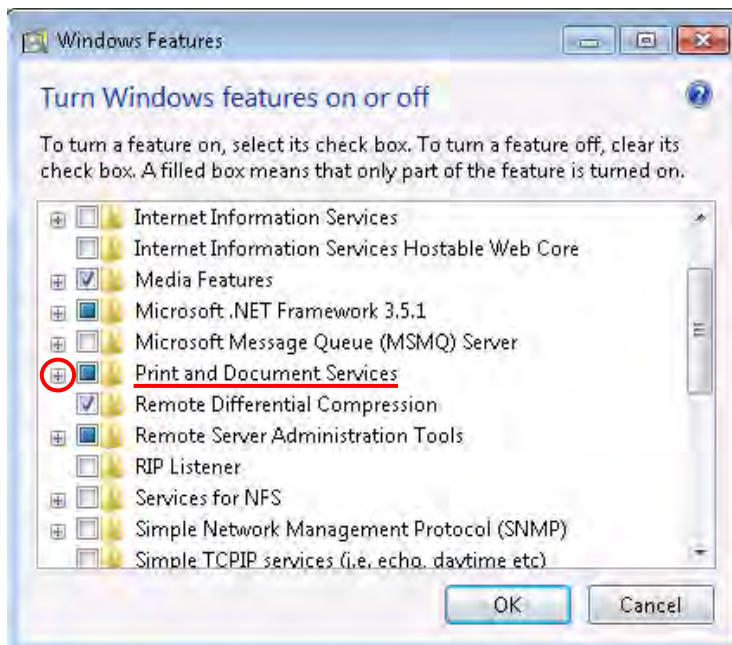 Windows Features
Turn Windows features on or off
To turn a feature on, select its check box. To turn a feature off, clear its
check box. A filled box means that only part of the feature is turned on.
Internet Information Services
Internet Information Services Hostable Web Core
Media Features
Microsoft .NET Framework 3.5.1
Microsoft Message Queue (MSMQ) Server
Print and Document Services
Remote Differential Compression
Remote Server Administration Tools
RIP Listener
Services for NFS
Simple Network Management Protocol (SNMP)
Simple TCPIP services (i.e. echo, daytime etc)
OK Cancel